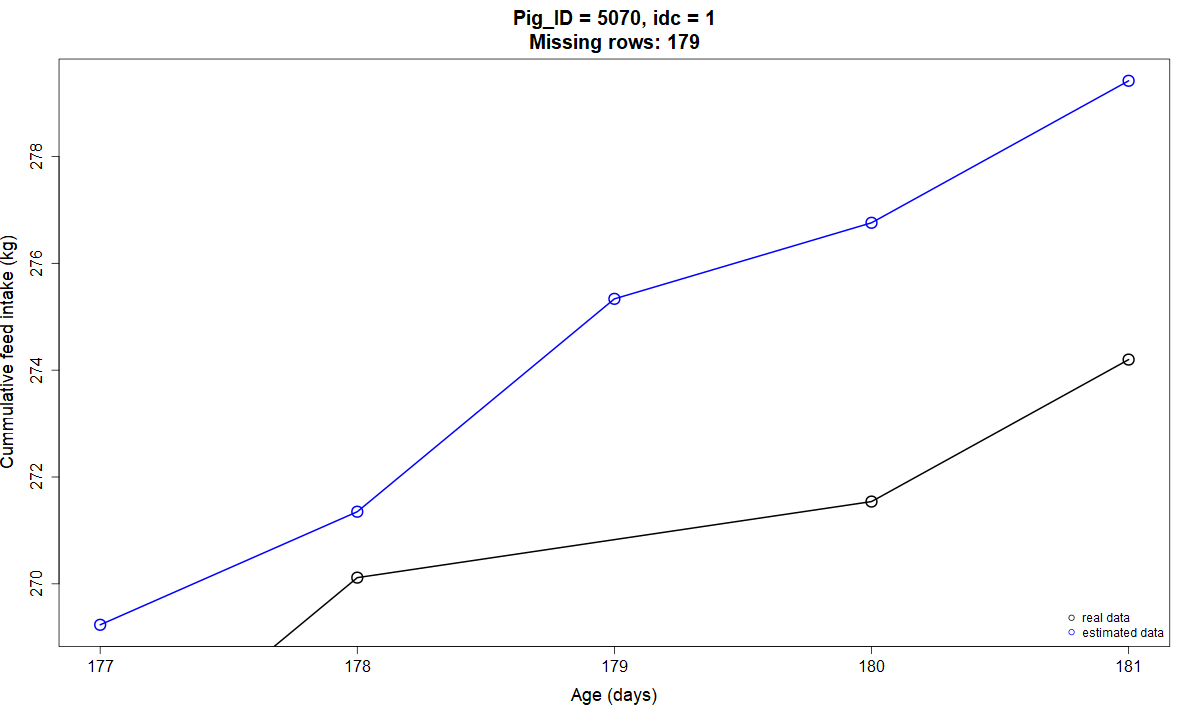 Pig_ID = 5070, idc = 1
Missing rows: 179
Cummulative feed intake (kg)
278
276
274
272
270
177 178 179 180 181
Age (days)
real data
estimated data